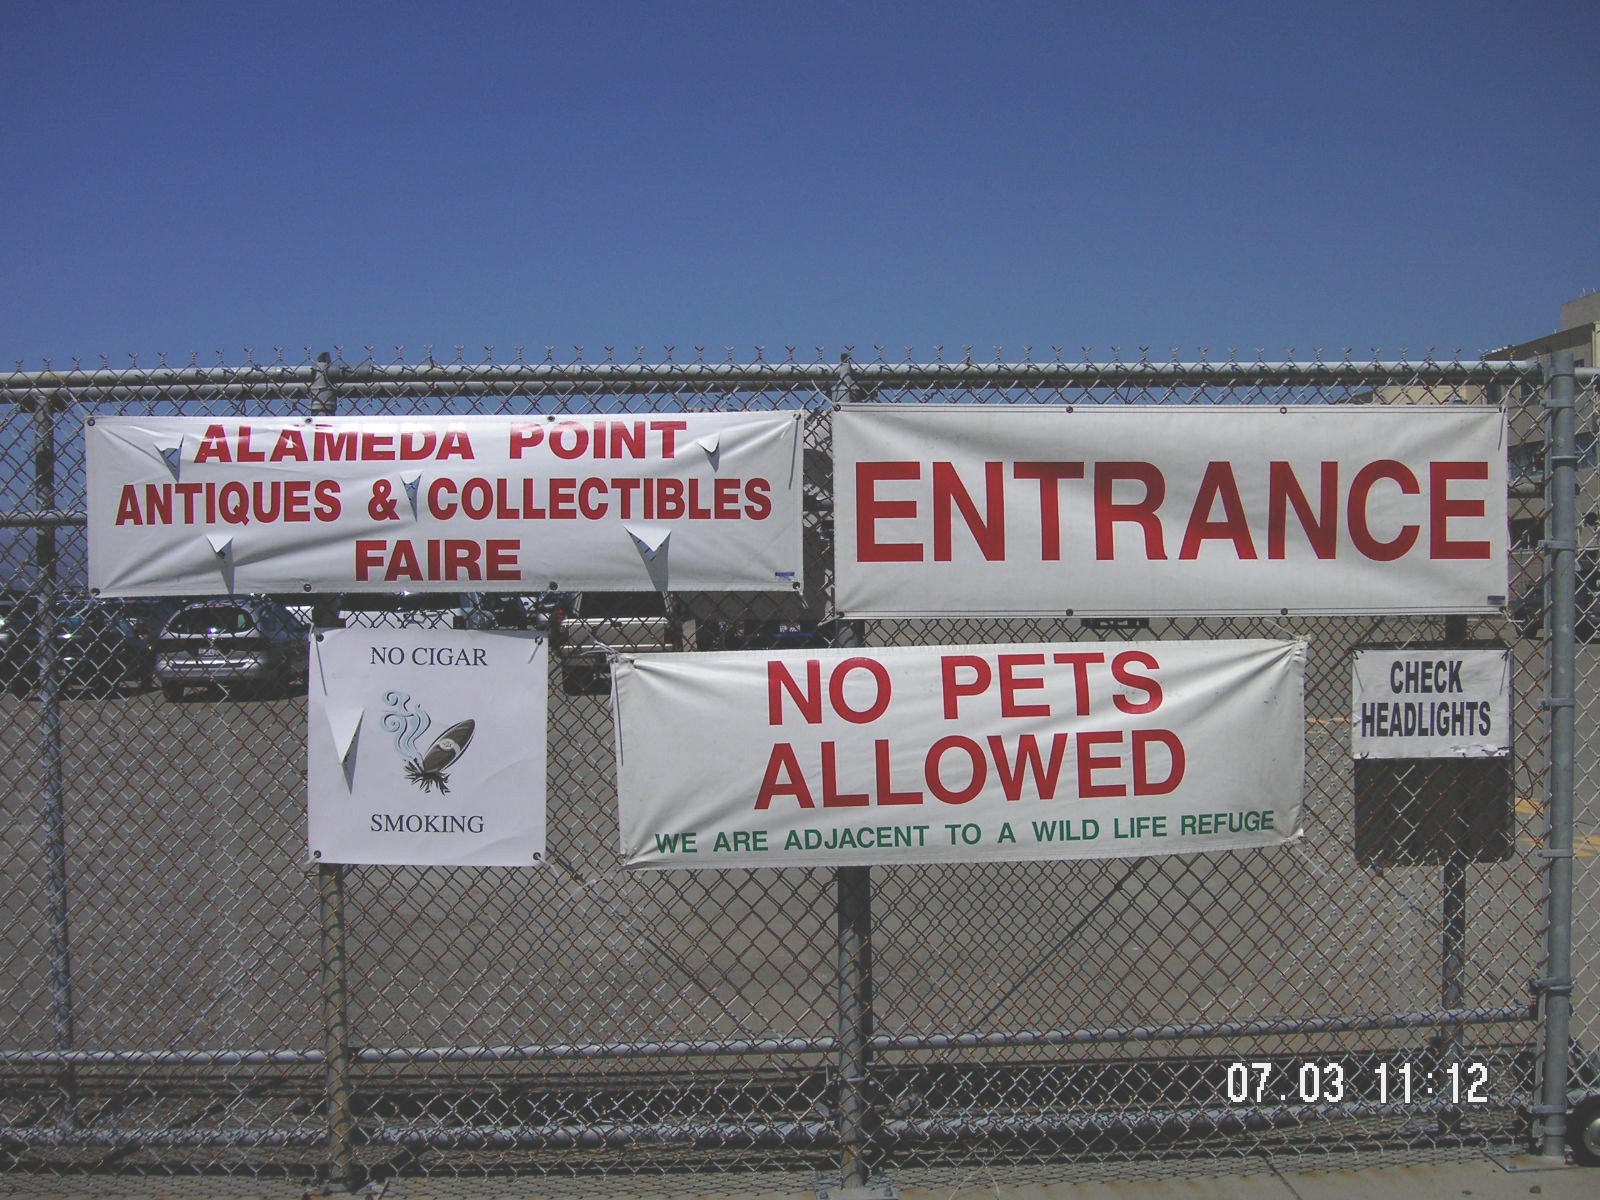 ALAMEDA POINT
ANTIQUES & COLLECTIBLES
FAIRE
ENTRANCE
NO CIGAR
SMOKING
NO PETS
ALLOWED
WE ARE ADJACENT TO A WILD LIFE REFUGE
CHECK
HEADLIGHTS
07.03 11:12